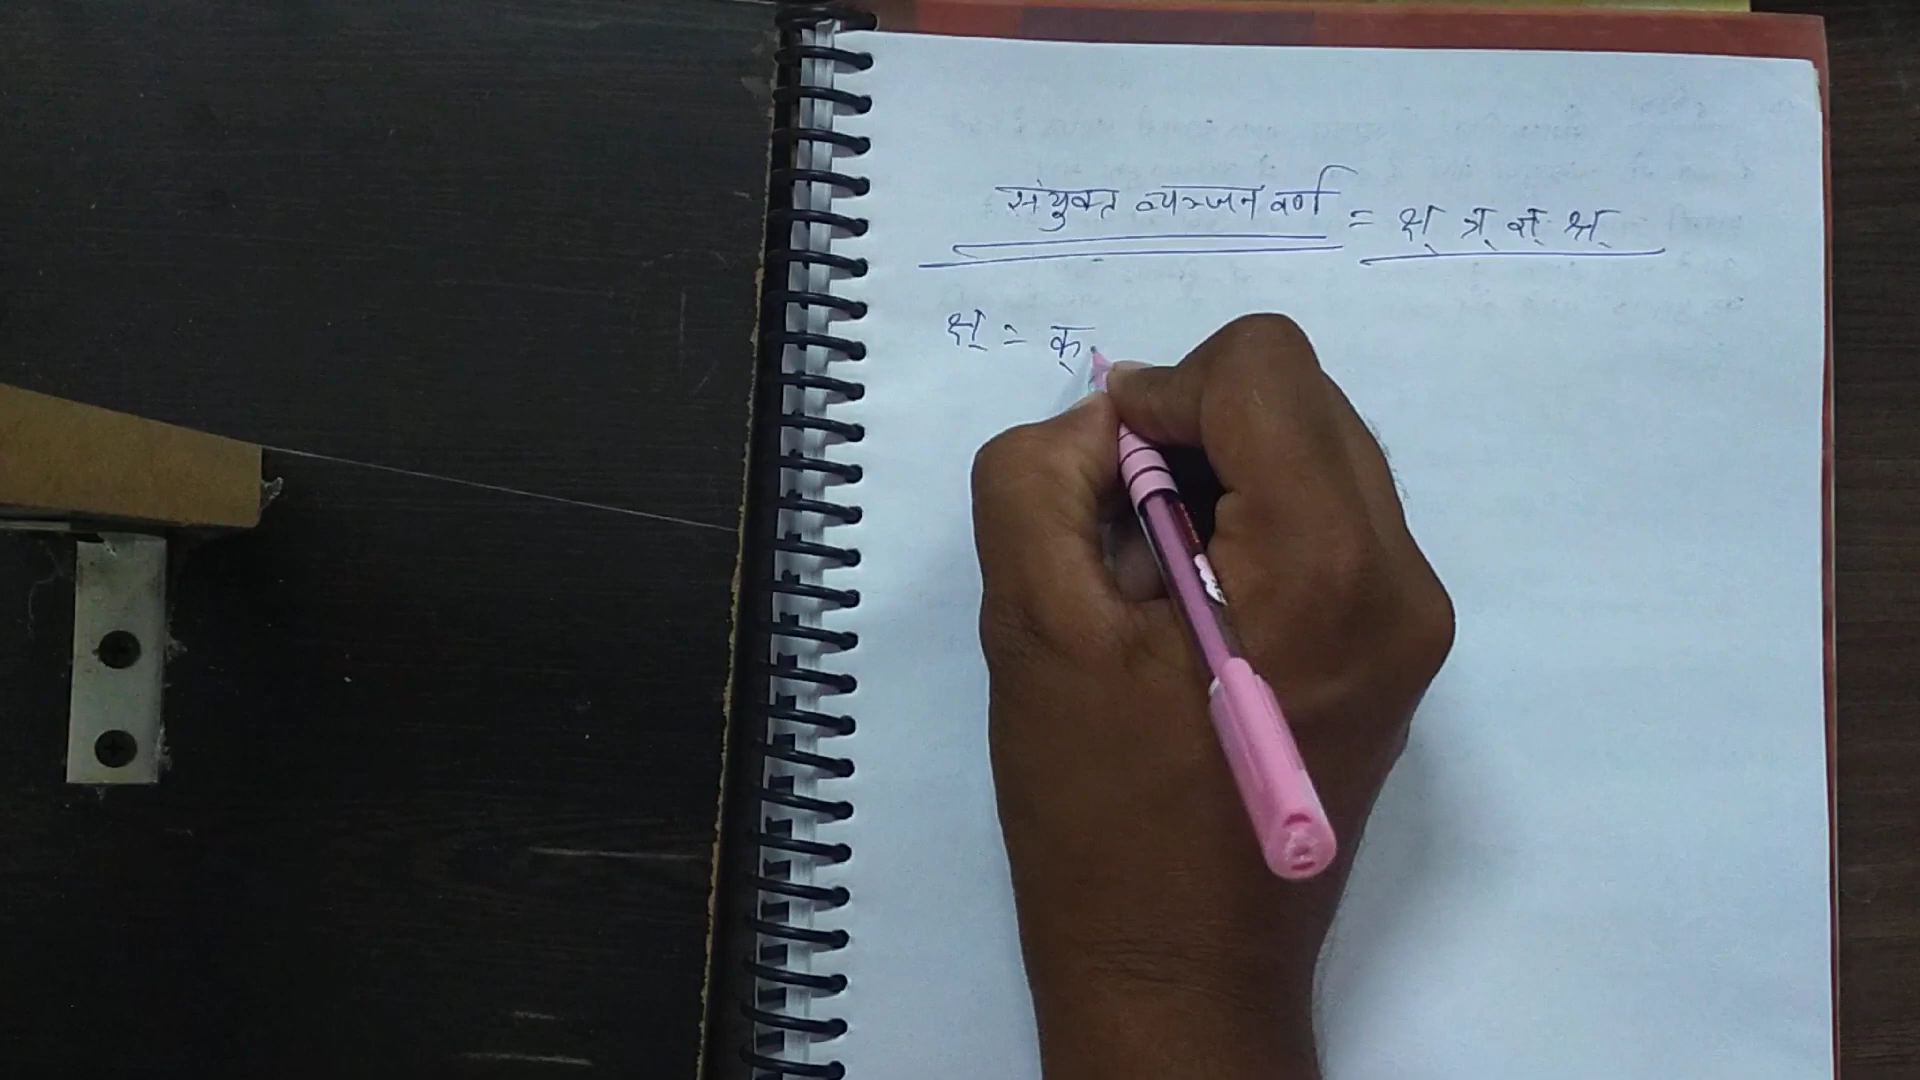 संयुक्त व्यञ्जन वर्ण = क्ष् त्र् ज्ञ् श्र्
क्ष् = क्